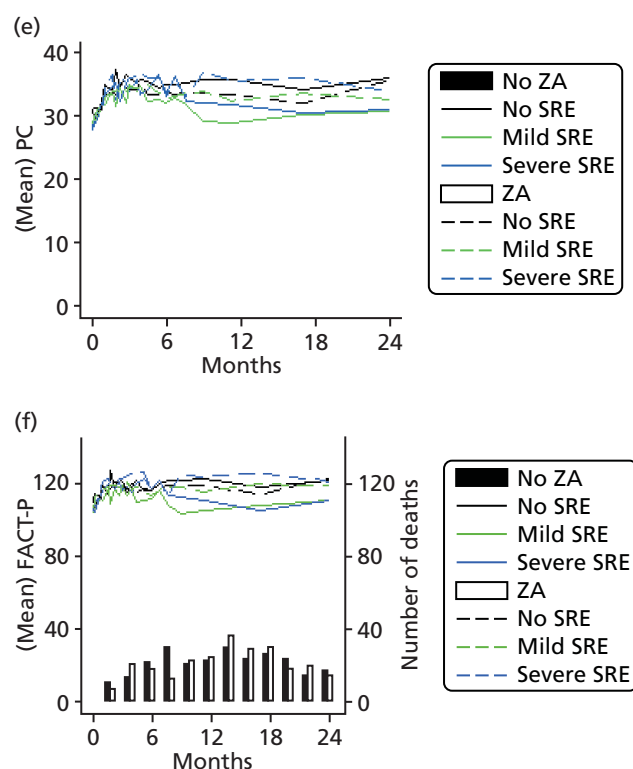 (e)
40
30
20
10
0
(Mean) PC
0 6 12 18 24
Months
No ZA
No SRE
Mild SRE
Severe SRE
ZA
No SRE
Mild SRE
Severe SRE
(f)
120
80
40
0
(Mean) FACT-P
120
80
40
0
Number of deaths
0 6 12 18 24
Months
No ZA
No SRE
Mild SRE
Severe SRE
ZA
No SRE
Mild SRE
Severe SRE